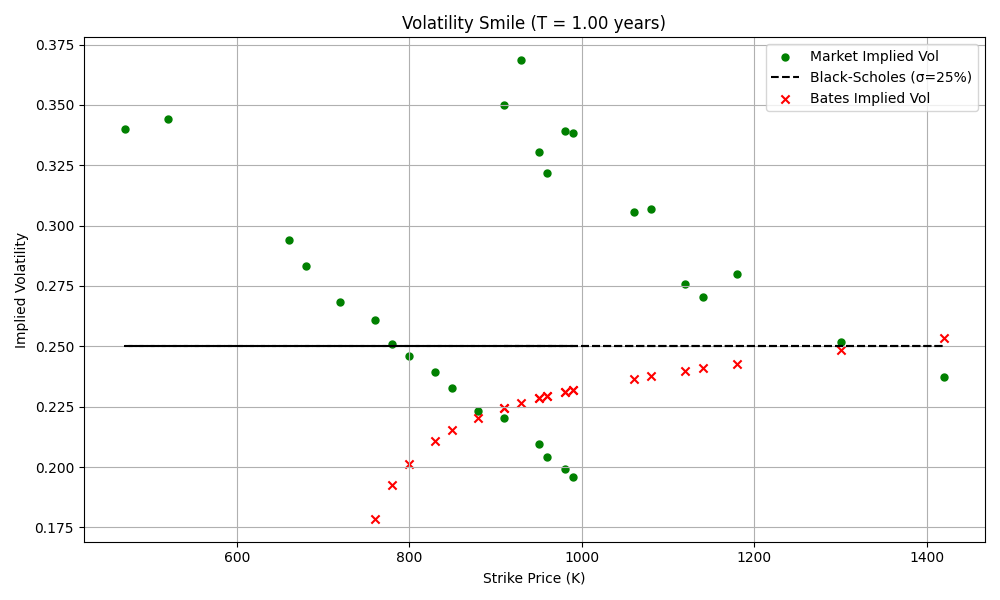 Volatility Smile (T = 1.00 years)
Market Implied Vol
Black-Scholes (σ=25%)
Bates Implied Vol
Implied Volatility
0.375
0.350
0.325
0.300
0.275
0.250
0.225
0.200
0.175
600 800 1000 1200 1400
Strike Price (K)